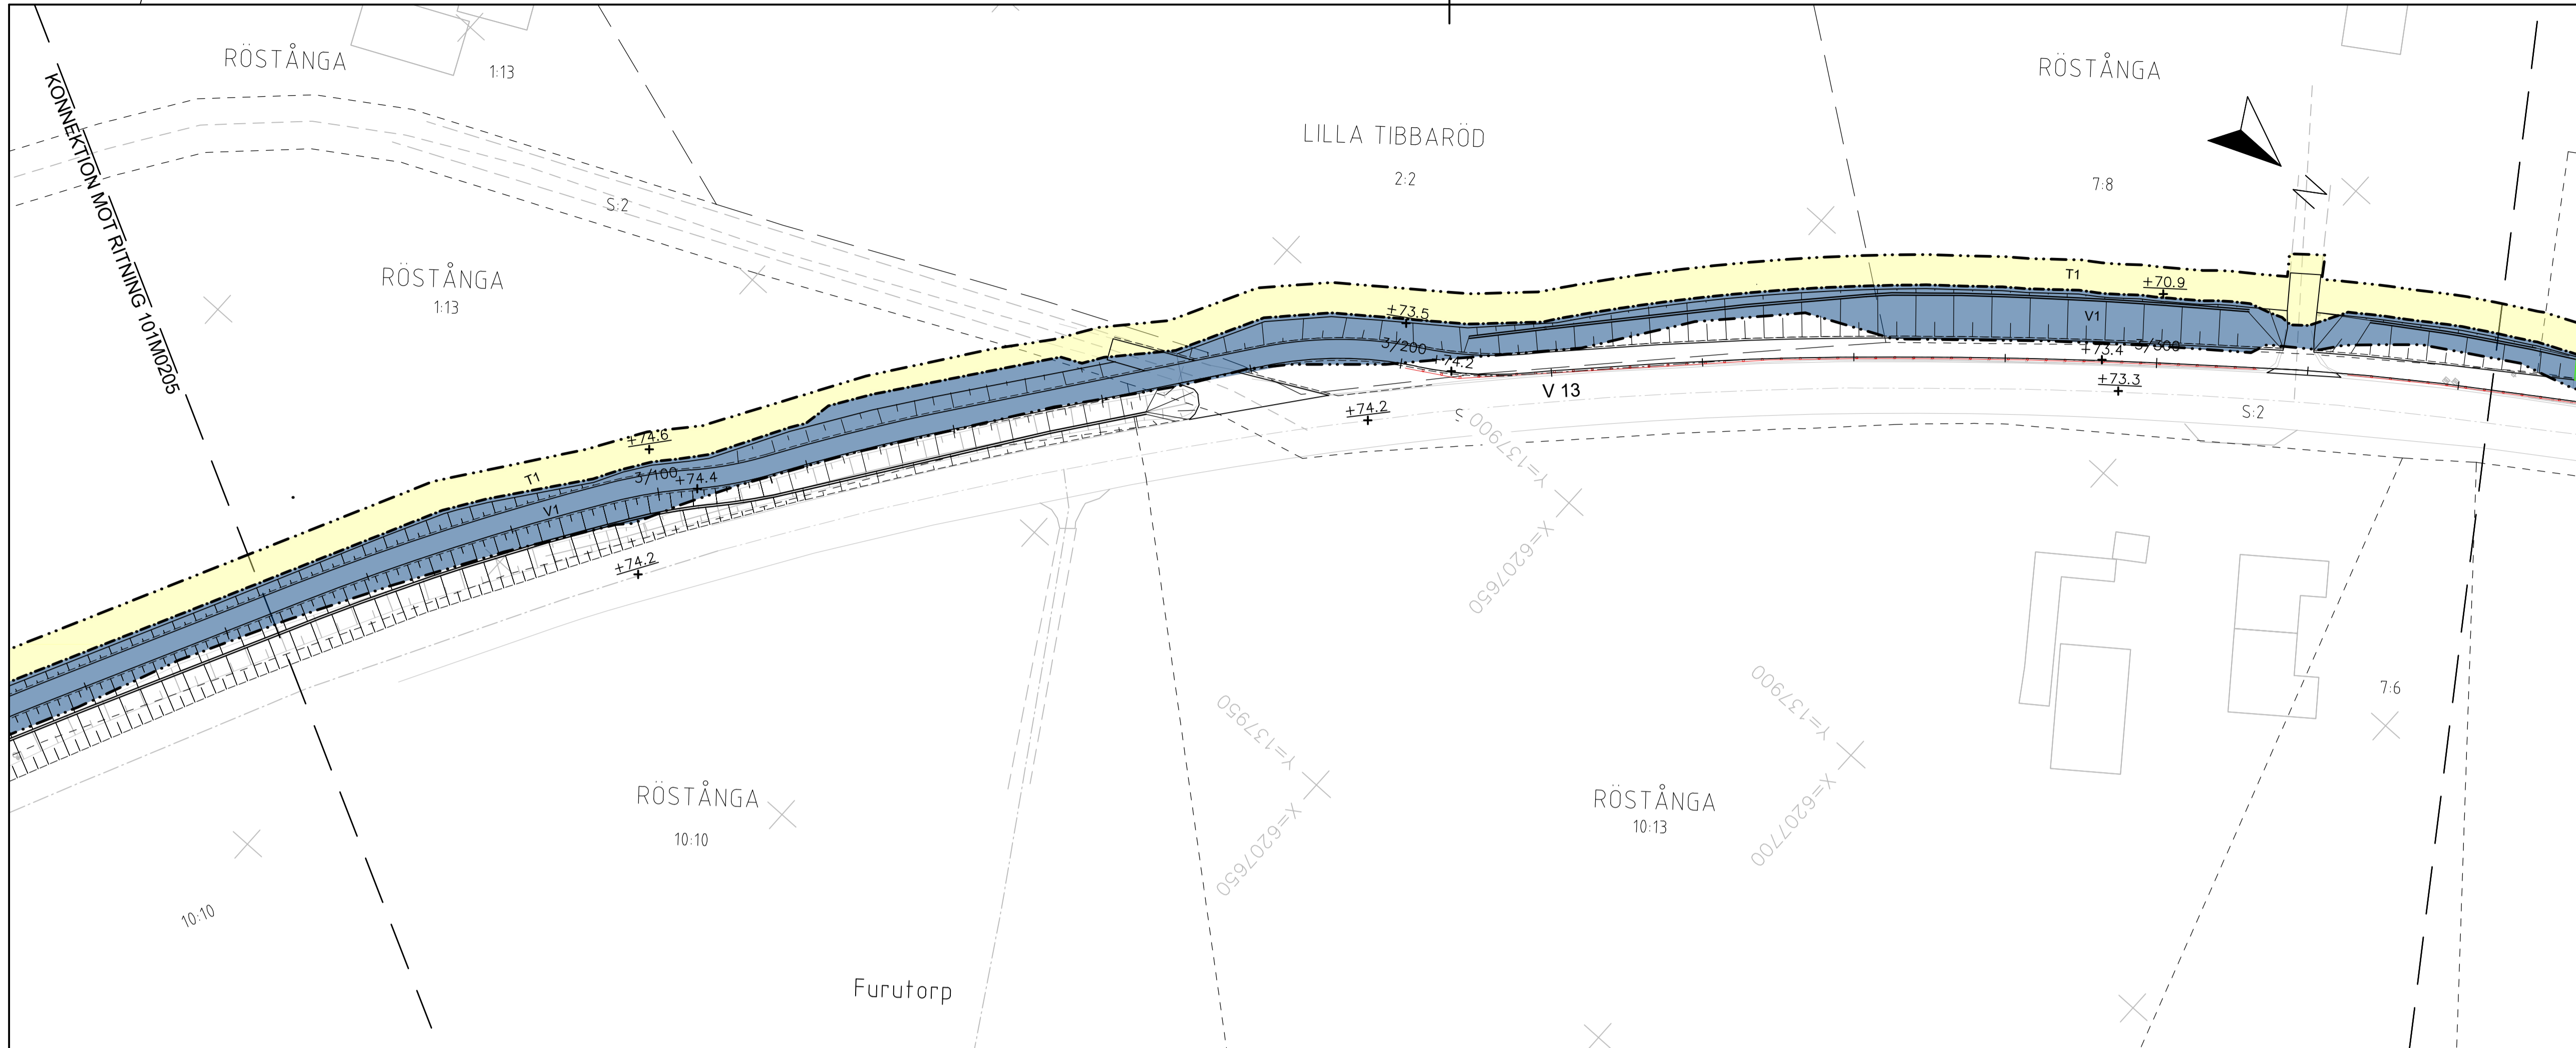 RÖSTÅNGA
1:13
KONNEKTION MOT RITNING 101M0205
S:2
RÖSTÅNGA
1:13
LILLA TIBBARÖD
2:2
RÖSTÅNGA
7:8
N
T1
+70.9
V1
+73.5
3/200
+74.2
3/300
+73.4
+73.3
V 13
+74.2
S
S:2
+74.6
3/100
+74.4
T1
V1
+74.2
Y=137900
X=6207650
Y=137950
X=6207650
Y=137900
X=6207700
7:6
RÖSTÅNGA
10:10
RÖSTÅNGA
10:13
10:10
Furutorp